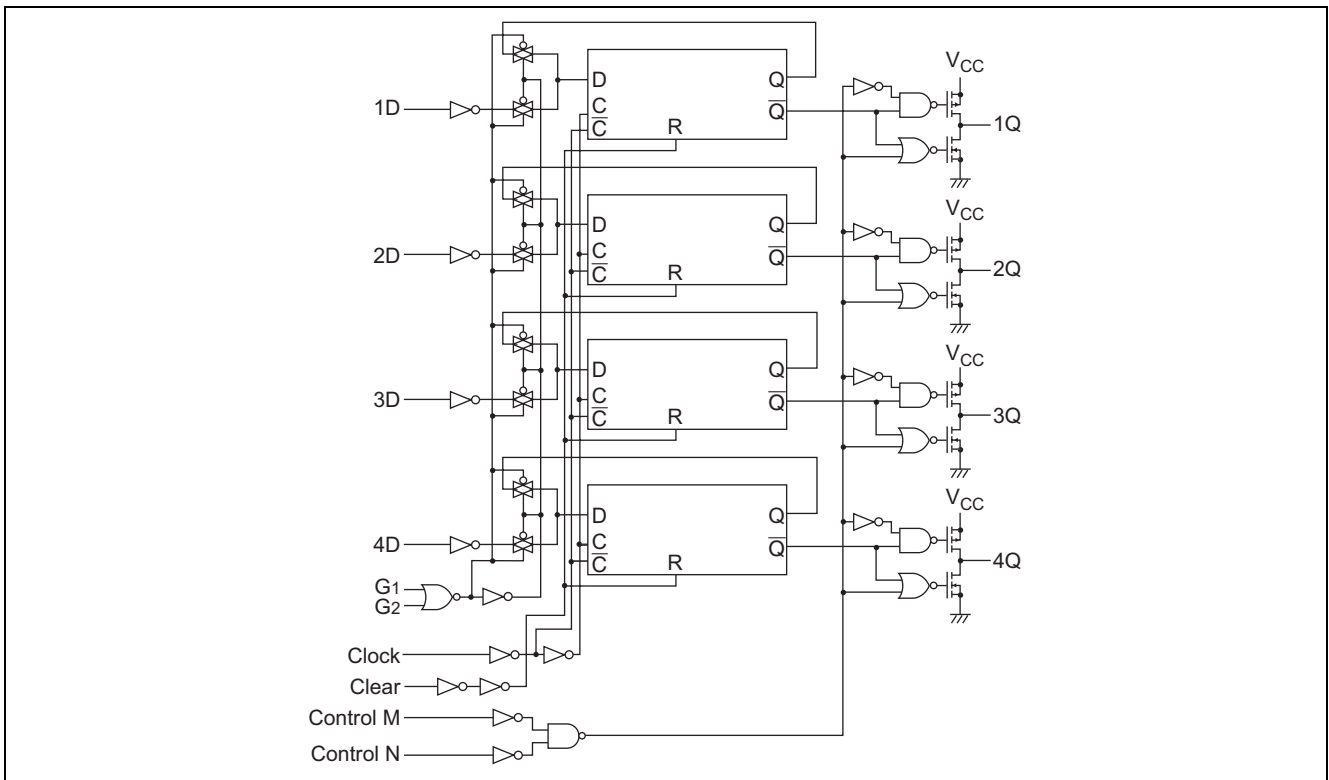 1D
D
C
C̅
R
Q
Q̅
VCC
1Q
2D
D
C
C̅
R
Q
Q̅
VCC
2Q
3D
D
C
C̅
R
Q
Q̅
VCC
3Q
4D
D
C
C̅
R
Q
Q̅
VCC
4Q
G1
G2
Clock
Clear
Control M
Control N